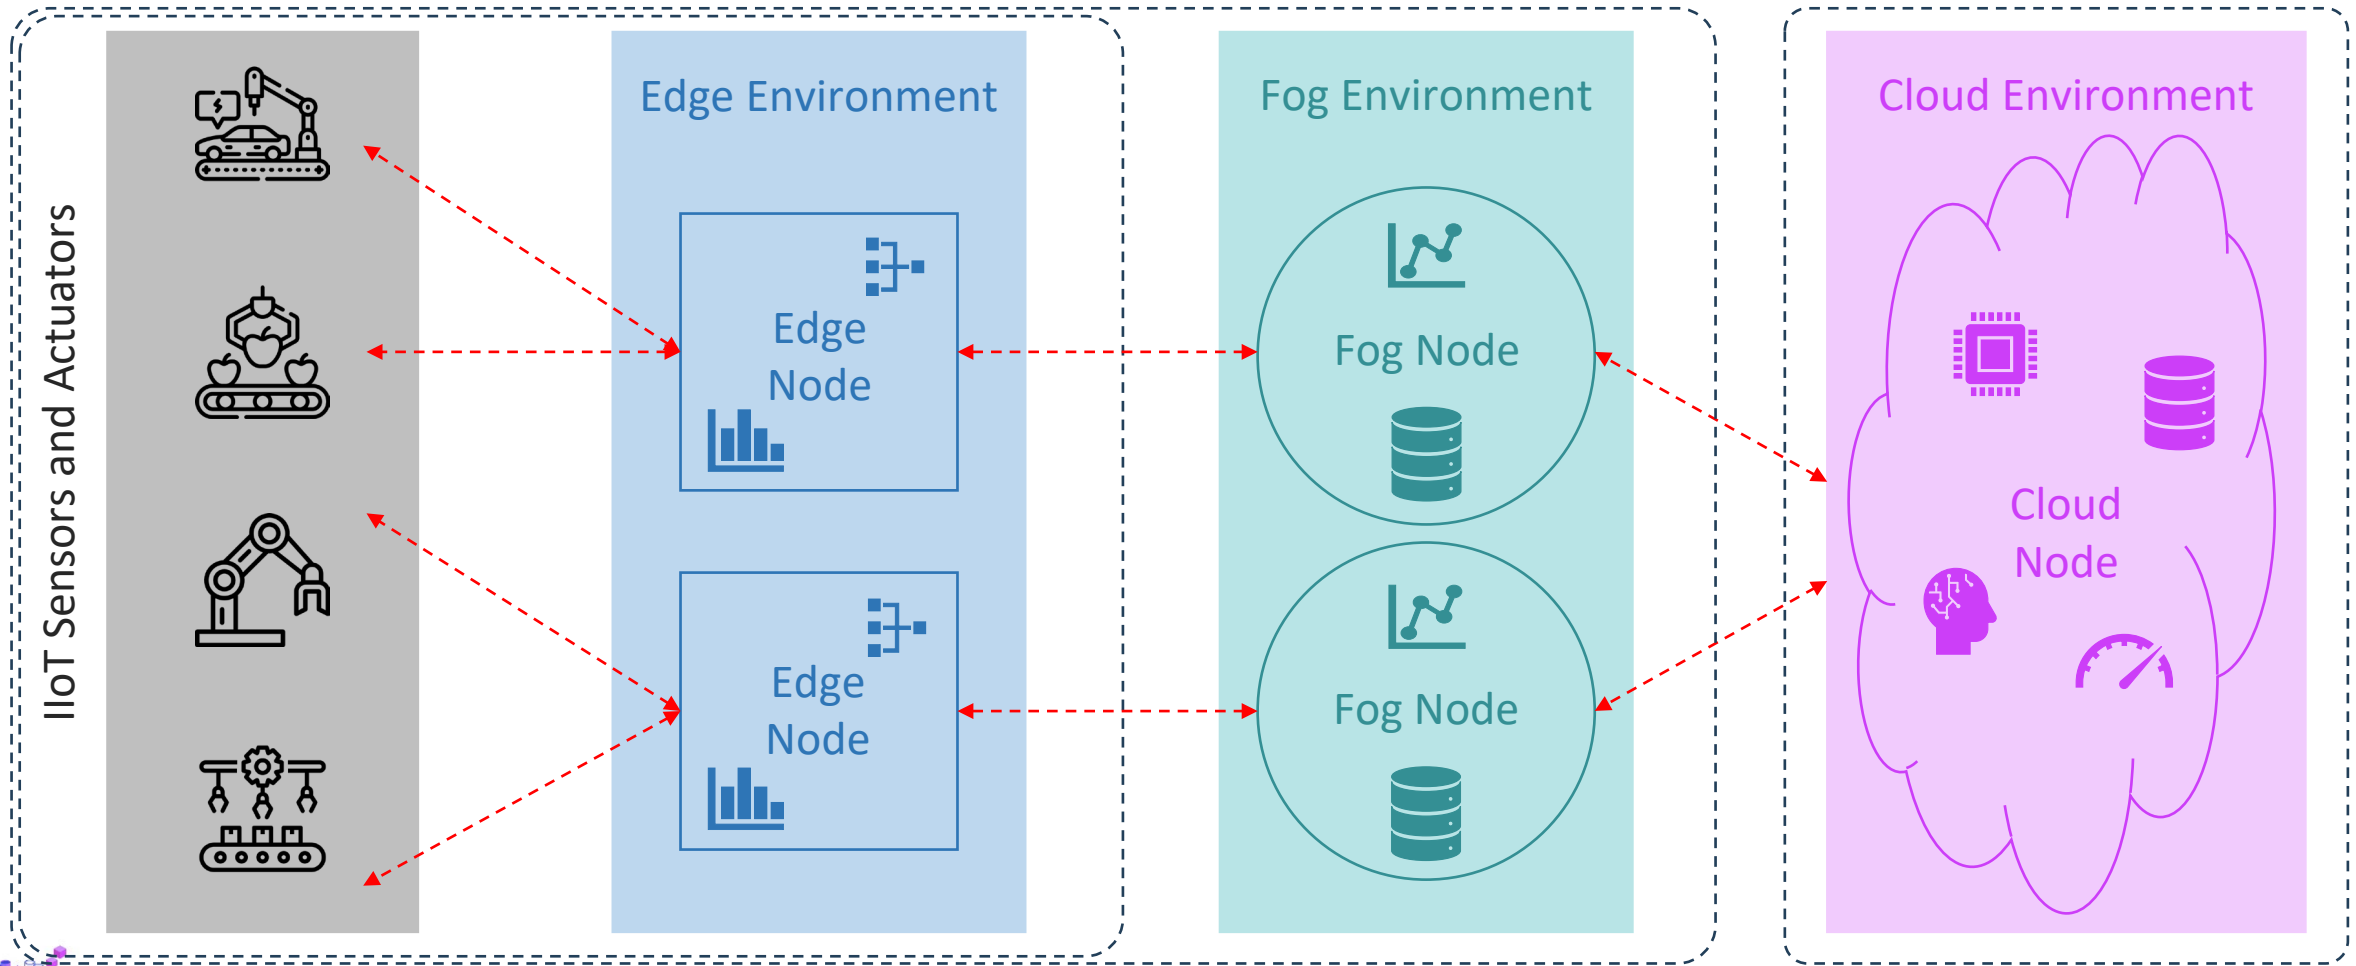 IIoT Sensors and Actuators
Edge Environment
Edge
Node
Edge
Node
Fog Environment
Fog Node
Fog Node
Cloud Environment
Cloud
Node